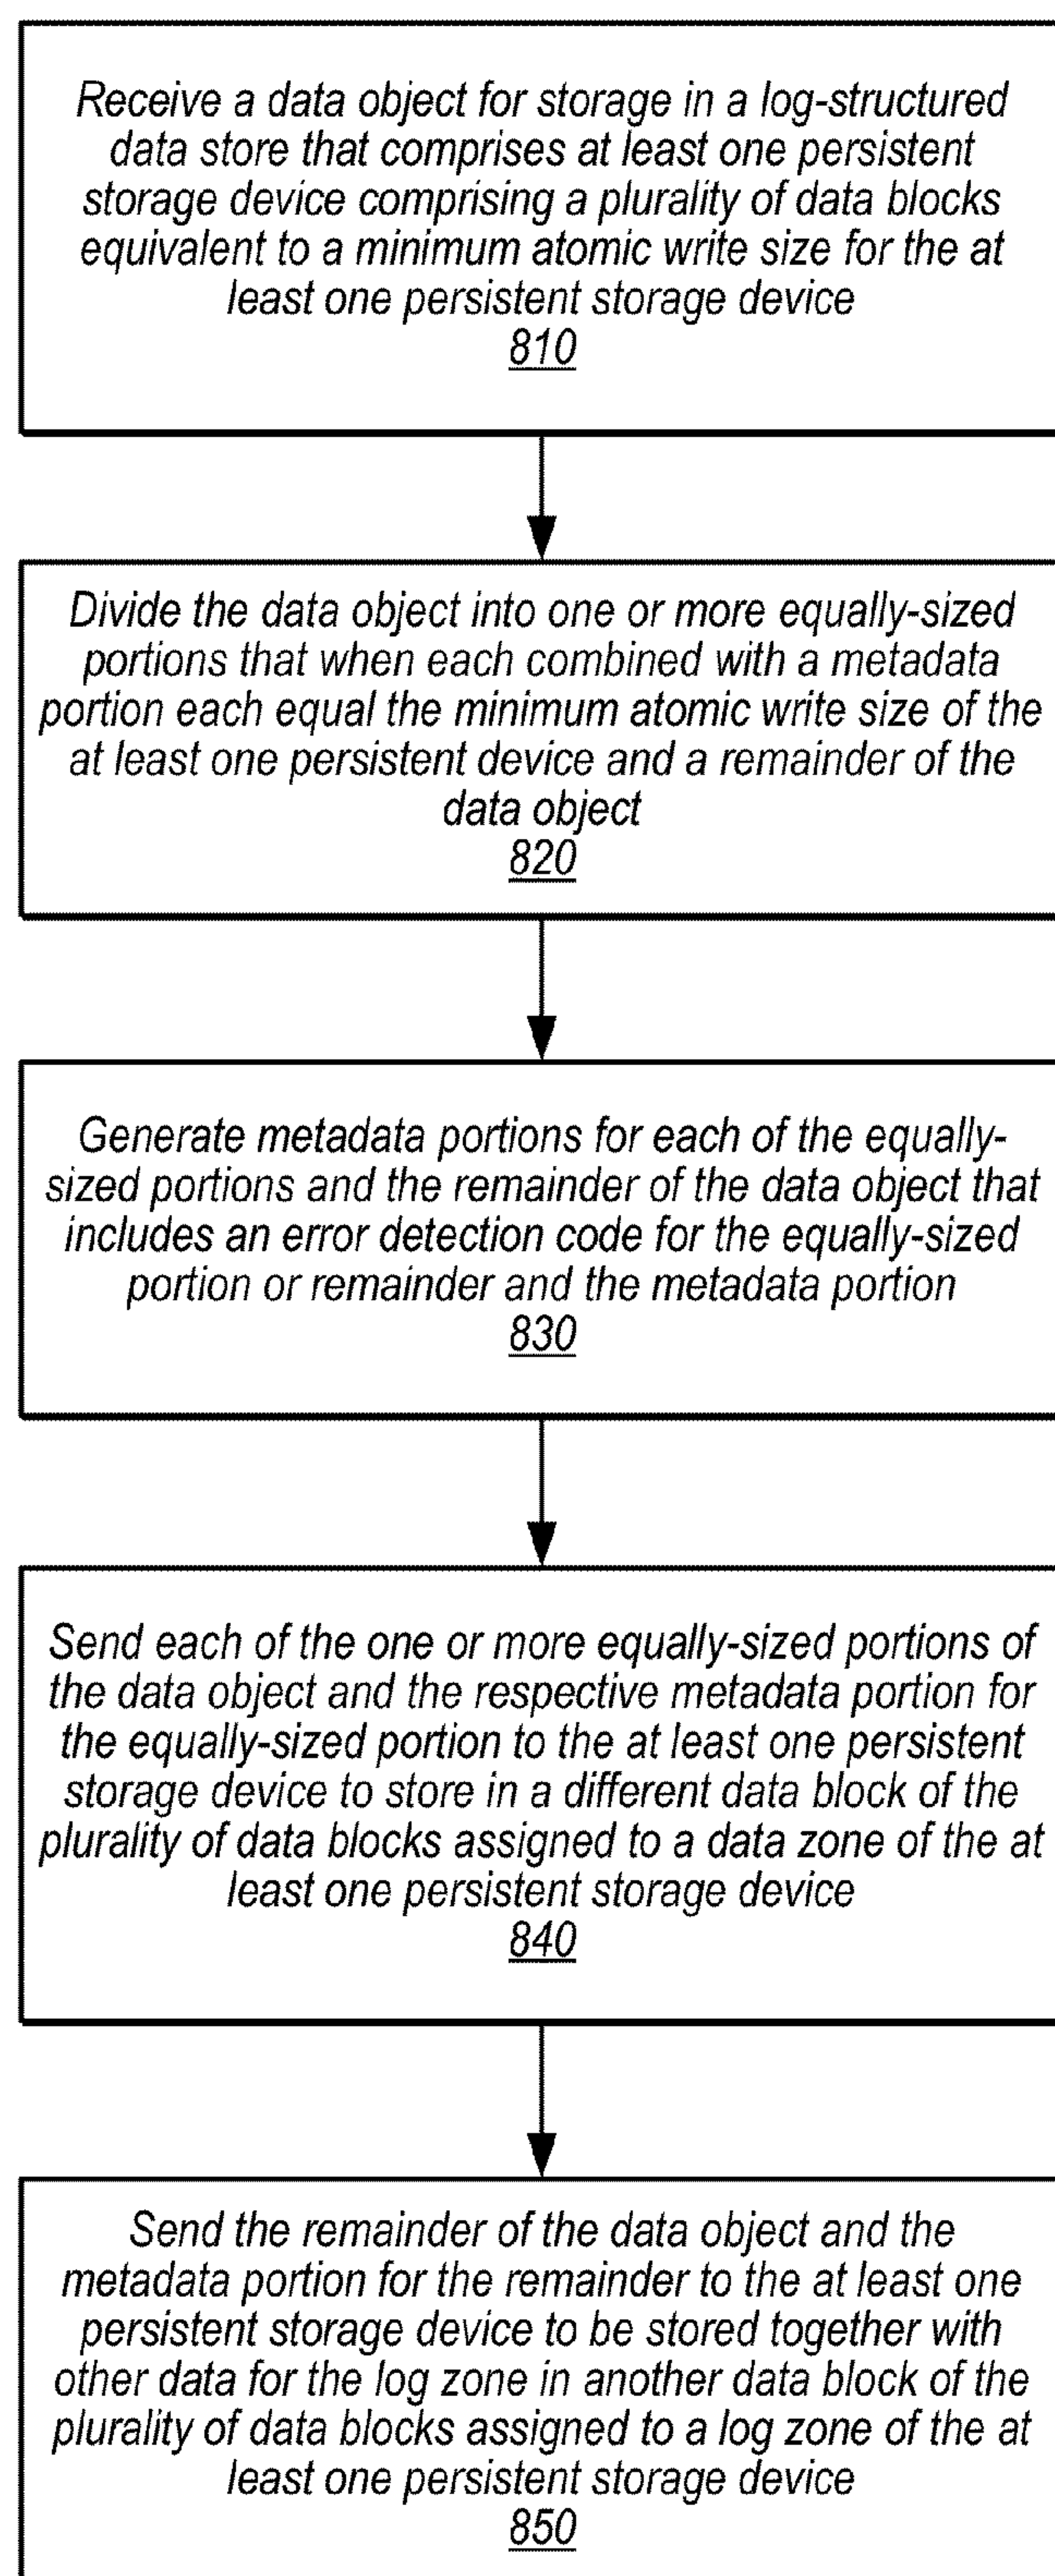 Receive a data object for storage in a log-structured
data store that comprises at least one persistent
storage device comprising a plurality of data blocks
equivalent to a minimum atomic write size for the at
least one persistent storage device
810
Divide the data object into one or more equally-sized
portions that when each combined with a metadata
portion each equal the minimum atomic write size of the
at least one persistent device and a remainder of the
data object
820
Generate metadata portions for each of the equally-
sized portions and the remainder of the data object that
includes an error detection code for the equally-sized
portion or remainder and the metadata portion
830
Send each of the one or more equally-sized portions of
the data object and the respective metadata portion for
the equally-sized portion to the at least one persistent
storage device to store in a different data block of the
plurality of data blocks assigned to a data zone of the at
least one persistent storage device
840
Send the remainder of the data object and the
metadata portion for the remainder to the at least one
persistent storage device to be stored together with
other data for the log zone in another data block of the
plurality of data blocks assigned to a log zone of the at
least one persistent storage device
850